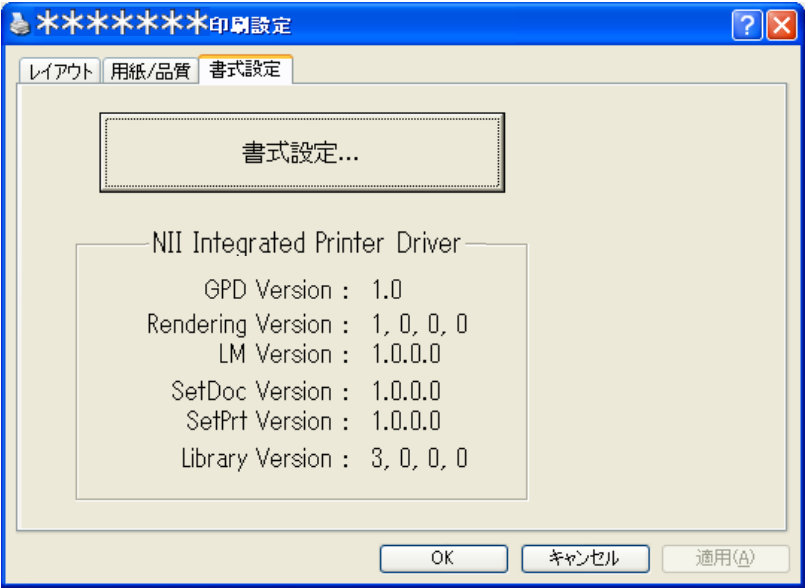 *******印刷設定
レイアウト 用紙/品質 書式設定
書式設定...
NII Integrated Printer Driver
GPD Version : 1.0
Rendering Version : 1, 0, 0, 0
LM Version : 1.0.0.0
SetDoc Version : 1.0.0.0
SetPrt Version : 1.0.0.0
Library Version : 3, 0, 0, 0
OK キャンセル 適用(A)